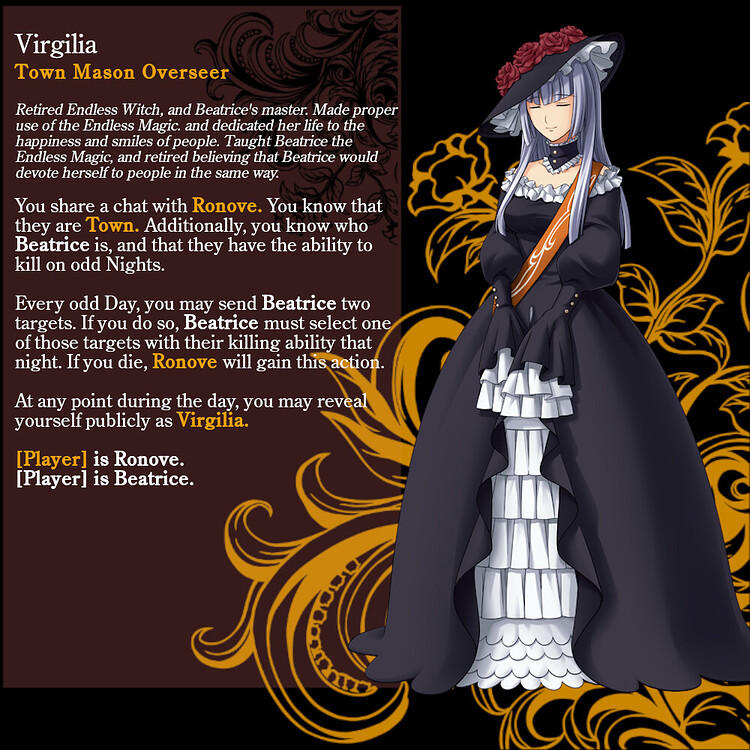 Virgilia
Town Mason Overseer
Retired Endless Witch, and Beatrice's master. Made proper
use of the Endless Magic. and dedicated her life to the
happiness and smiles of people. Taught Beatrice the
Endless Magic, and retired believing that Beatrice would
devote herself to people in the same way.
You share a chat with Ronove. You know that
they are Town. Additionally, you know who
Beatrice is, and that they have the ability to
kill on odd Nights.
Every odd Day, you may send Beatrice two
targets. If you do so, Beatrice must select one
of those targets with their killing ability that
night. If you die, Ronove will gain this action.
At any point during the day, you may reveal
yourself publicly as Virgilia.
[Player] is Ronove.
[Player] is Beatrice.